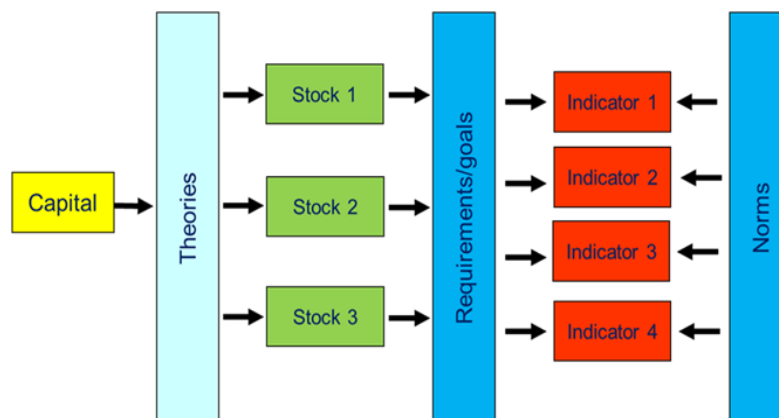 Capital
Theories
Stock 1
Stock 2
Stock 3
Requirements/goals
Indicator 1
Indicator 2
Indicator 3
Indicator 4
Norms